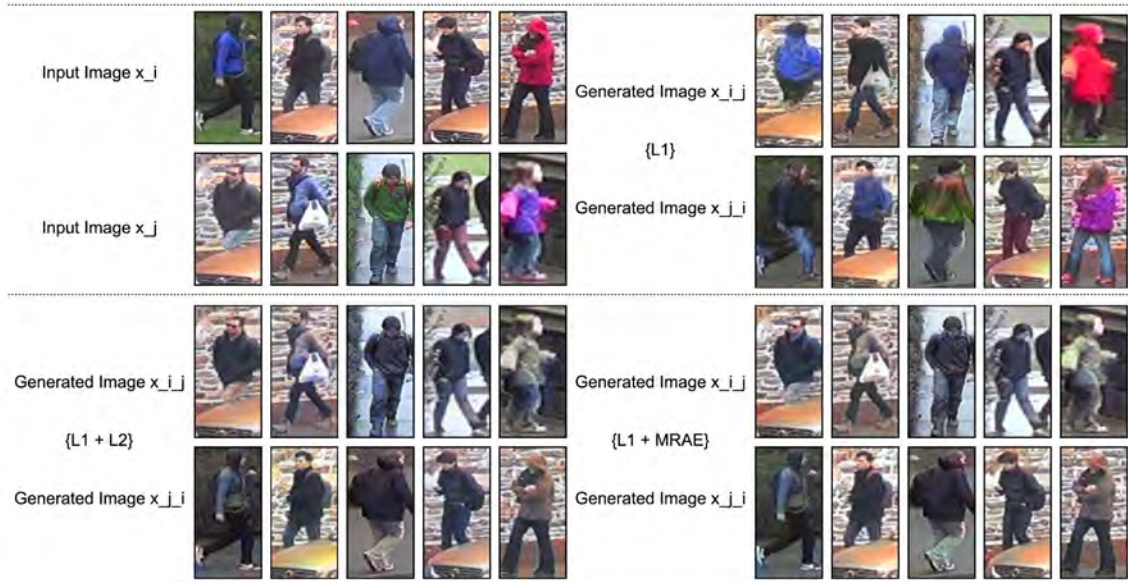 Input Image x_i
Input Image x_j
Generated Image x_i_j
{L1}
Generated Image x_j_i
Generated Image x_i_j
{L1 + L2}
Generated Image x_j_i
Generated Image x_i_j
{L1 + MRAE}
Generated Image x_j_i